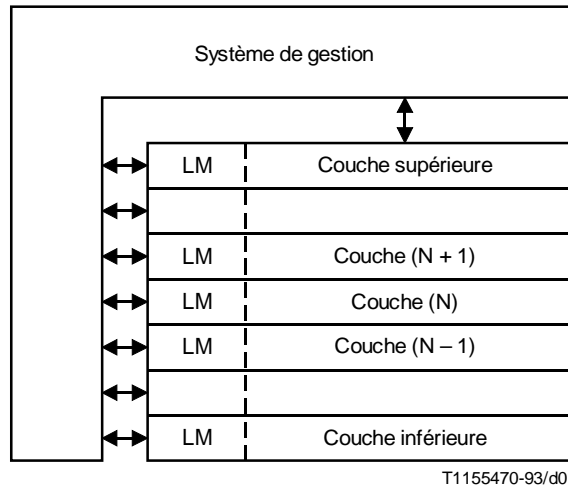 Système de gestion
LM Couche supérieure
LM Couche (N + 1)
LM Couche (N)
LM Couche (N – 1)
LM Couche inférieure
T1155470-93/d0